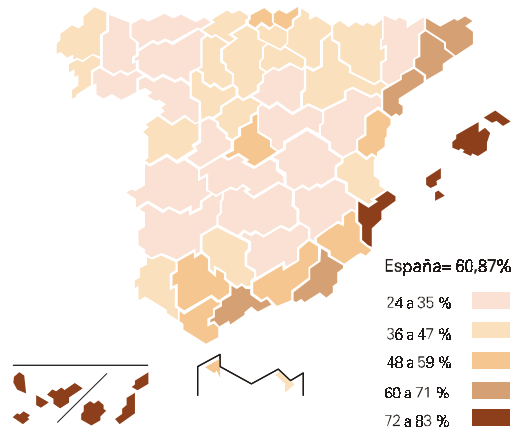 España= 60,87%
24 a 35 %
36 a 47 %
48 a 59 %
60 a 71 %
72 a 83 %